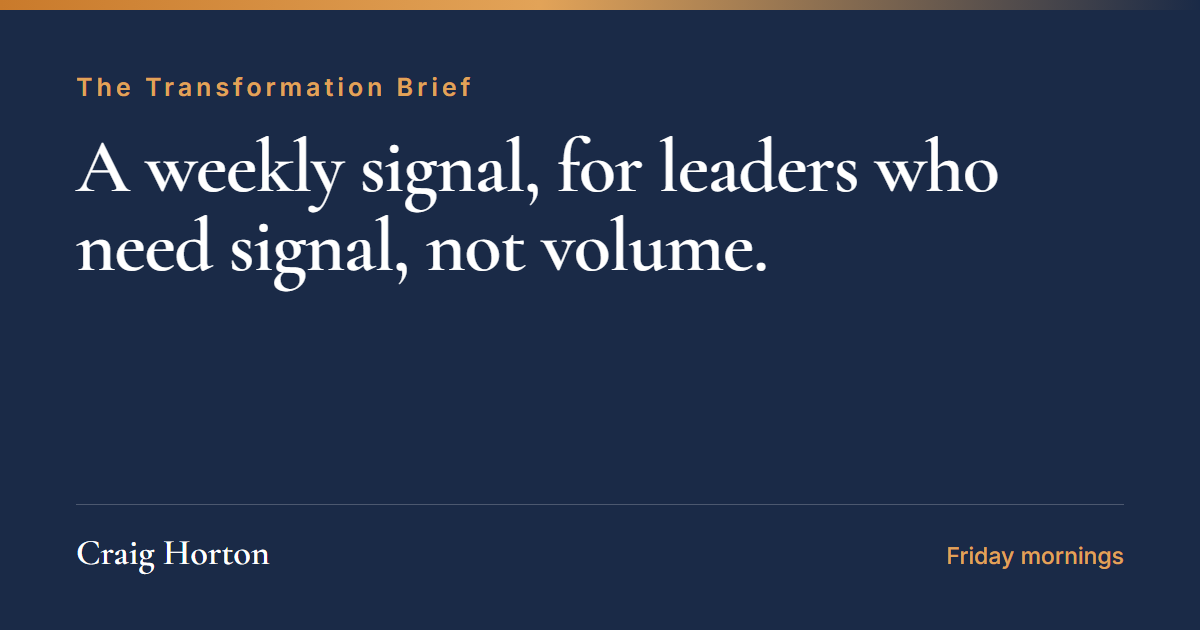 The Transformation Brief
A weekly signal, for leaders who
need signal, not volume.
Craig Horton
Friday mornings